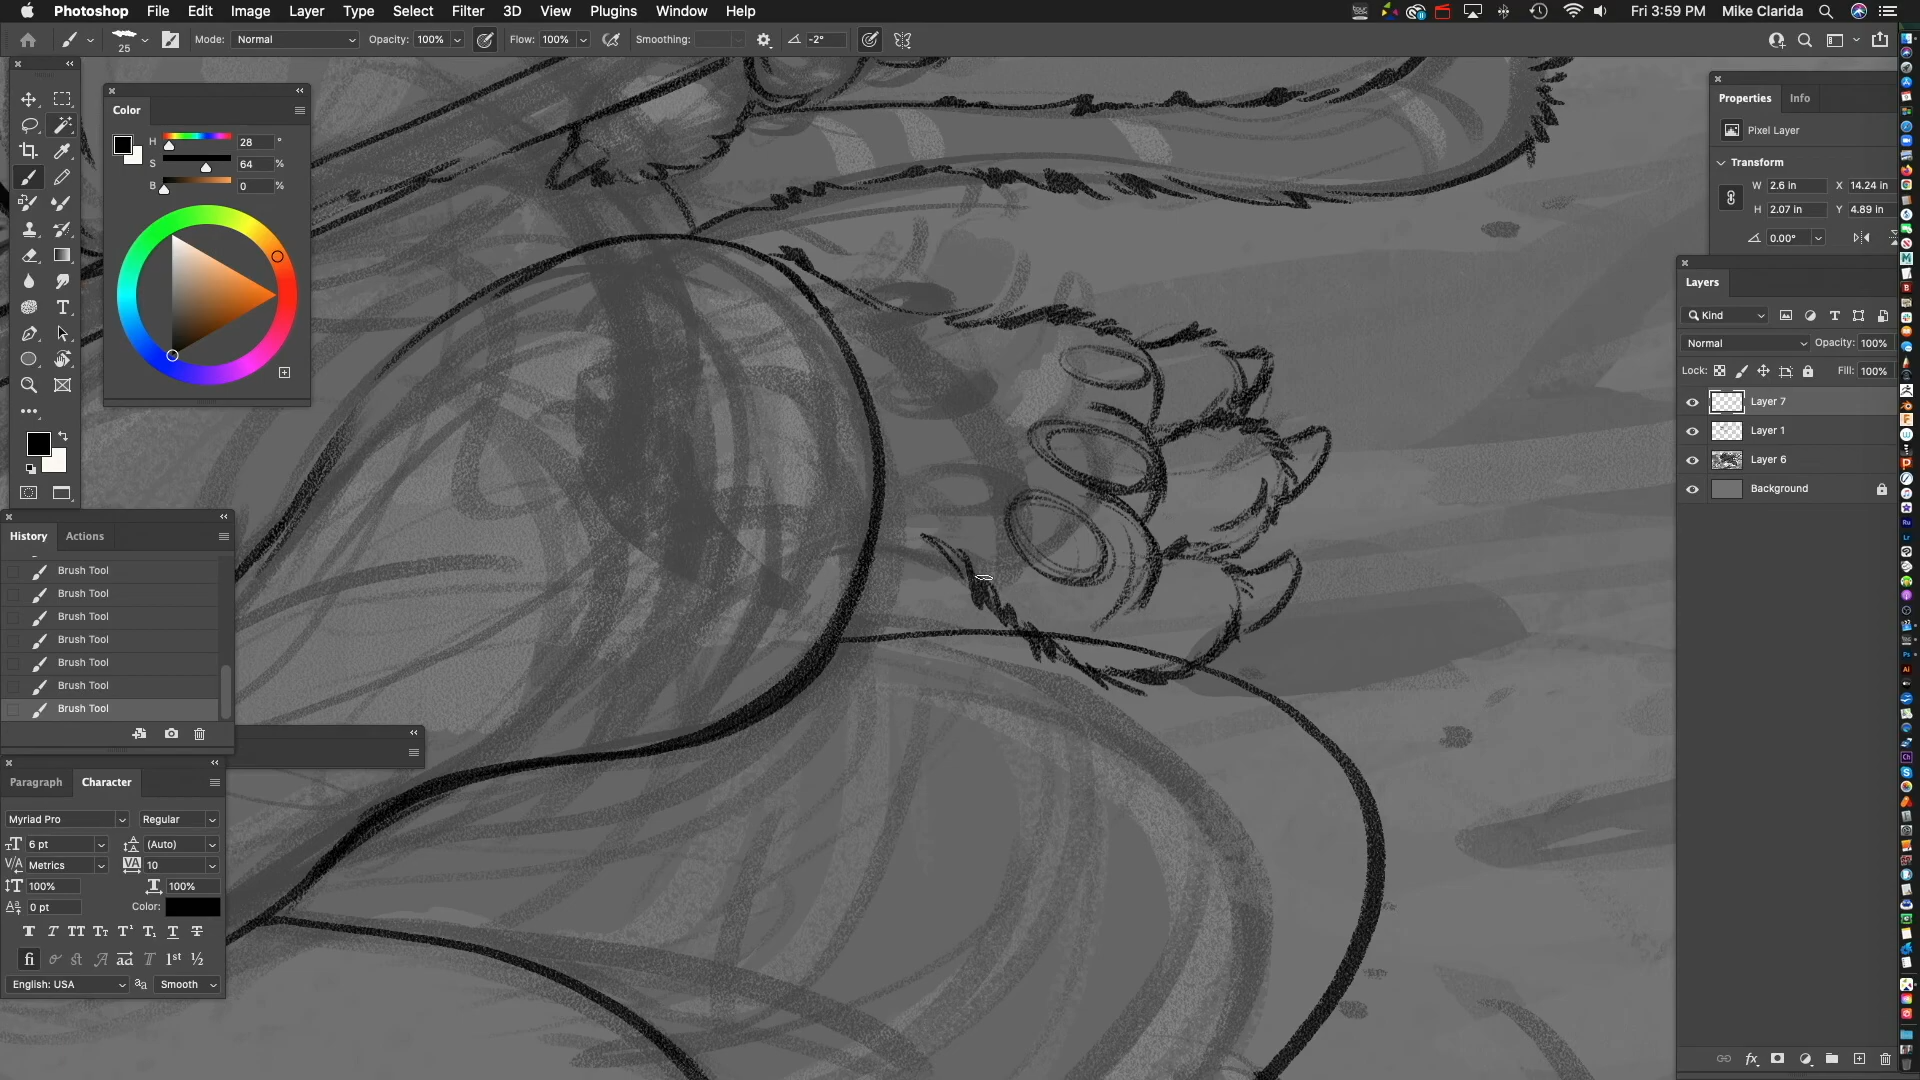 Photoshop File Edit Image Layer Type Select Filter 3D View Plugins Window Help Fri 3:59 PM Mike Clarida
25 Mode: Normal Opacity: 100% Flow: 100% Smoothing: -2°
Color
H 28 °
S 64 %
B 0 %
Properties Info
Pixel Layer
Transform
W 2.6 in X 14.24 in
H 2.07 in Y 4.89 in
0.00°
Layers
Kind
Normal Opacity: 100%
Lock: Fill: 100%
Layer 7
Layer 1
Layer 6
Background
History Actions
Brush Tool
Brush Tool
Brush Tool
Brush Tool
Brush Tool
Brush Tool
Brush Tool
Paragraph Character
Myriad Pro Regular
6 pt (Auto)
Metrics 10
100% 100%
0 pt Color:
English: USA Smooth